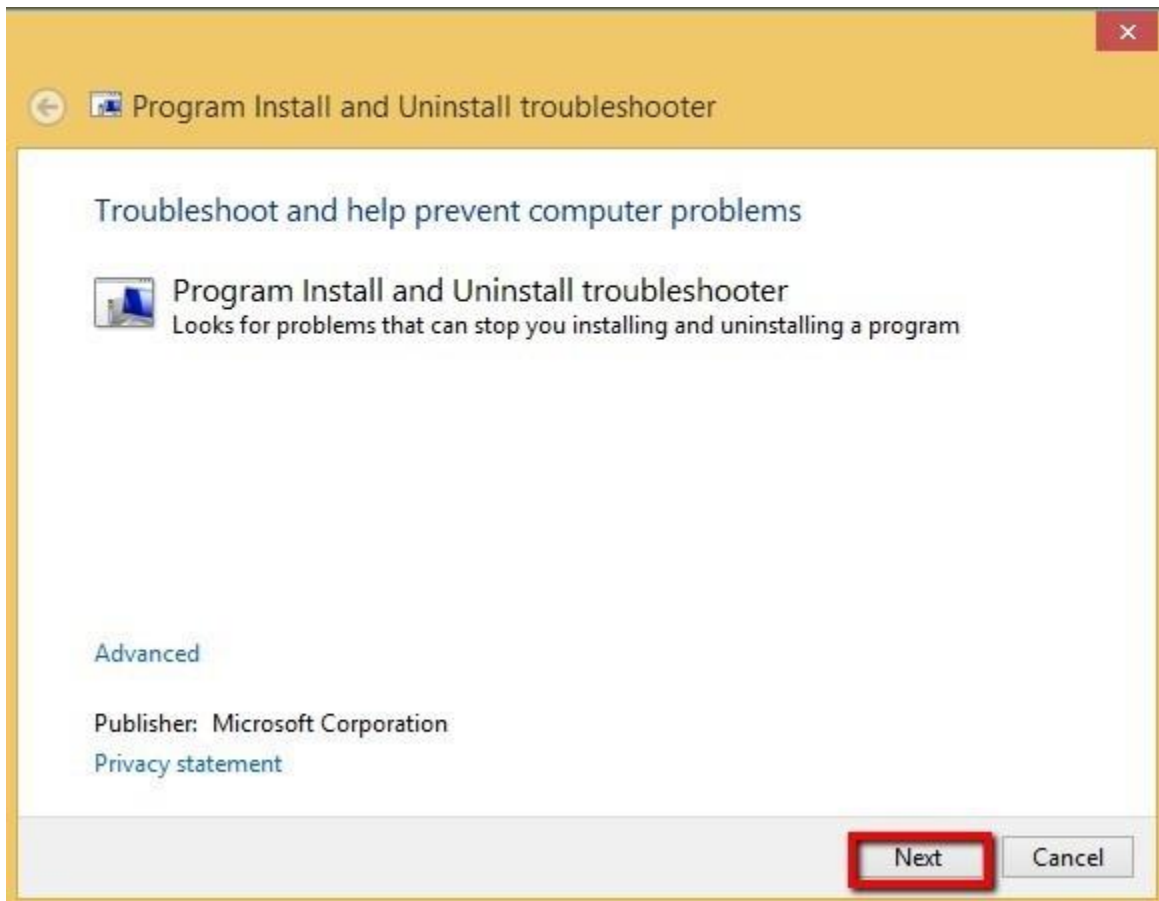 Program Install and Uninstall troubleshooter
Troubleshoot and help prevent computer problems
Program Install and Uninstall troubleshooter
Looks for problems that can stop you installing and uninstalling a program
Advanced
Publisher: Microsoft Corporation
Privacy statement
Next Cancel